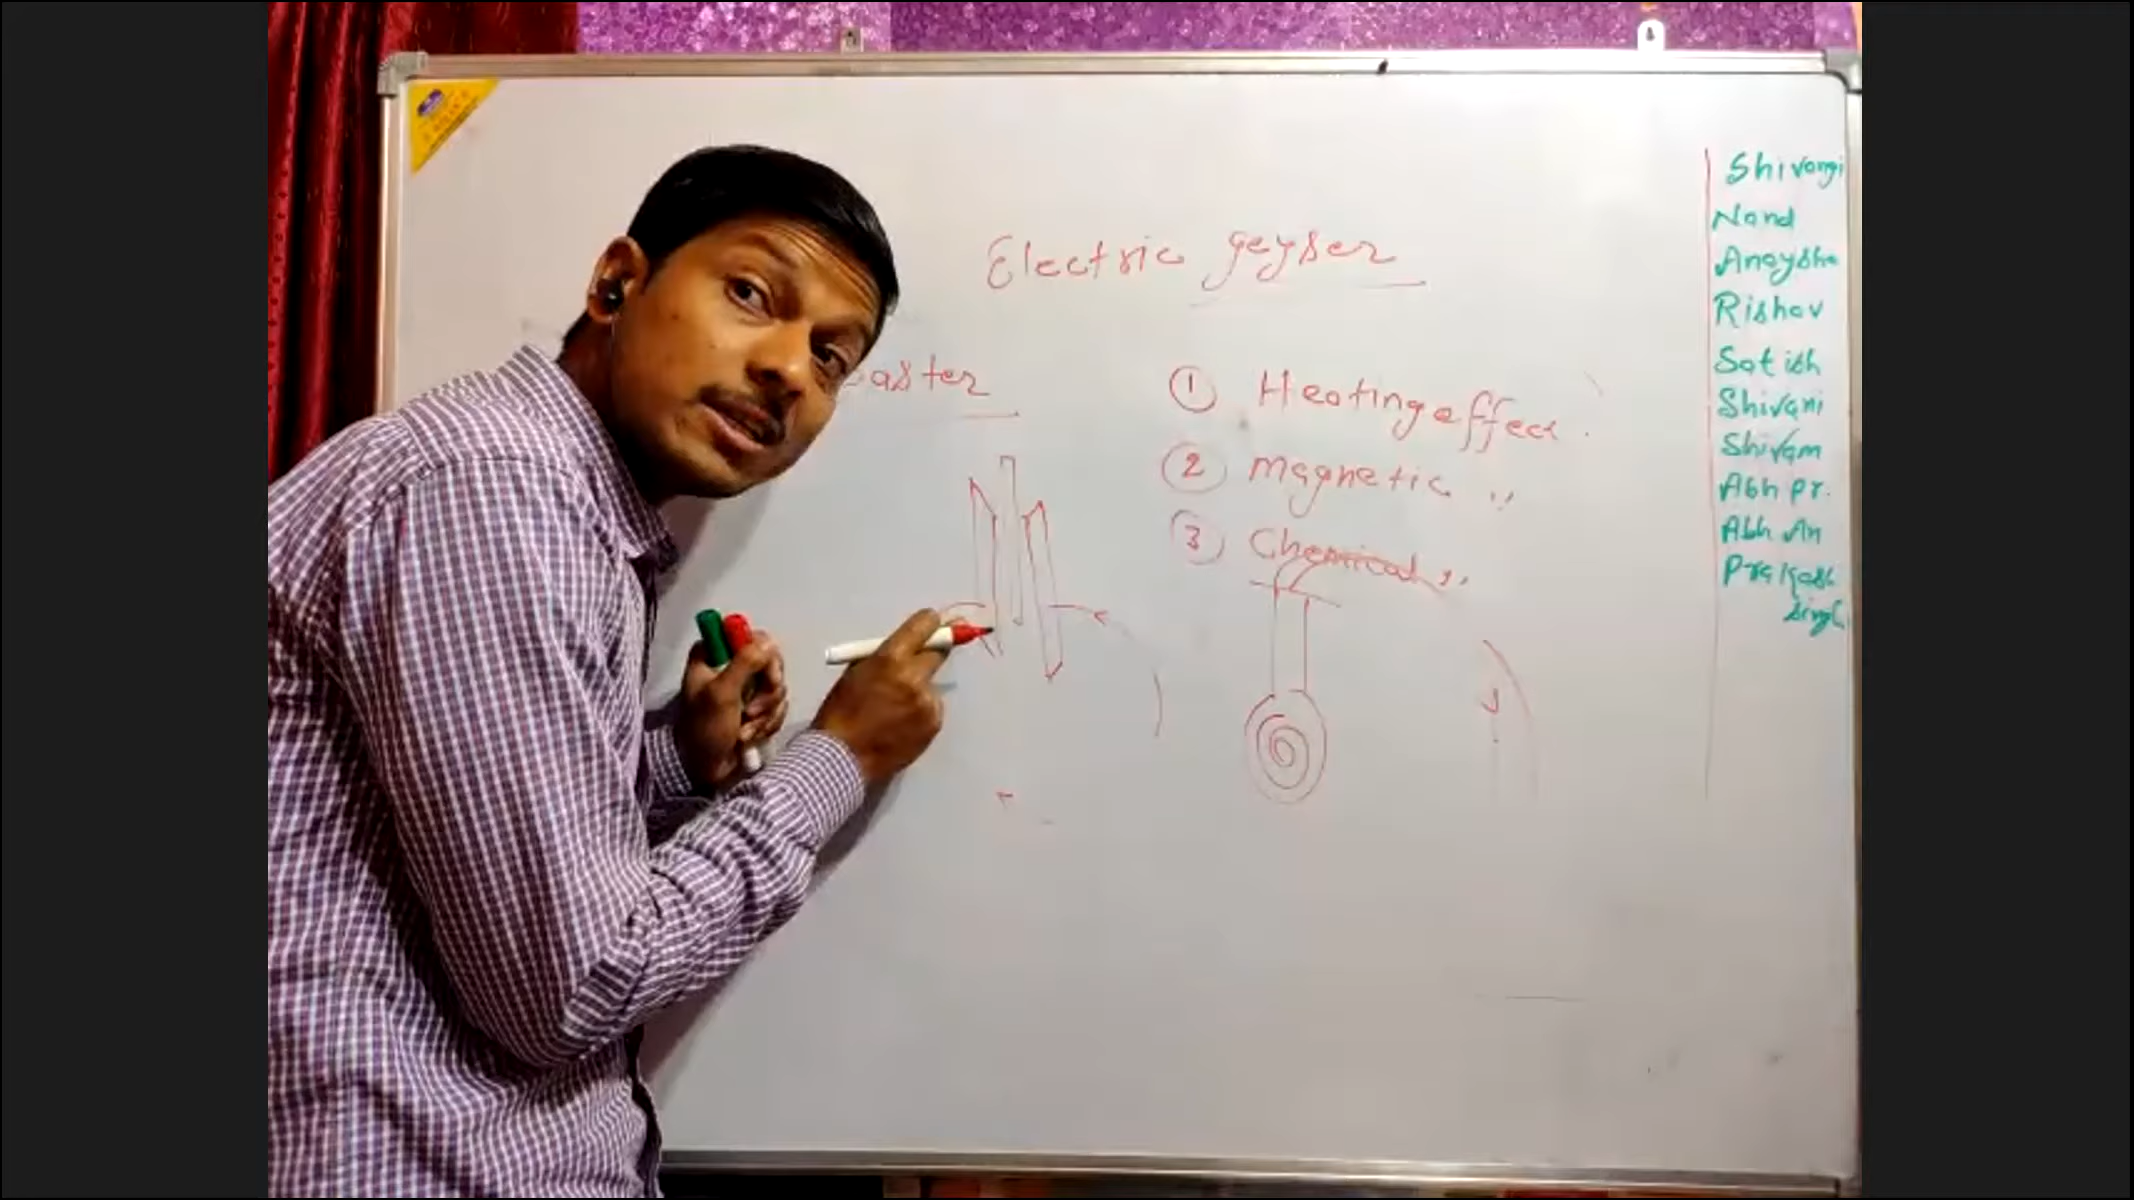 Electric geyser
aster
① Heating effect.
② Magnetic ,,
③ Chemical ,,
Shivangi
Nand
Anaysha
Rishav
Satish
Shivani
Shivam
Abh Pr.
Abh An
Prakash
Singh